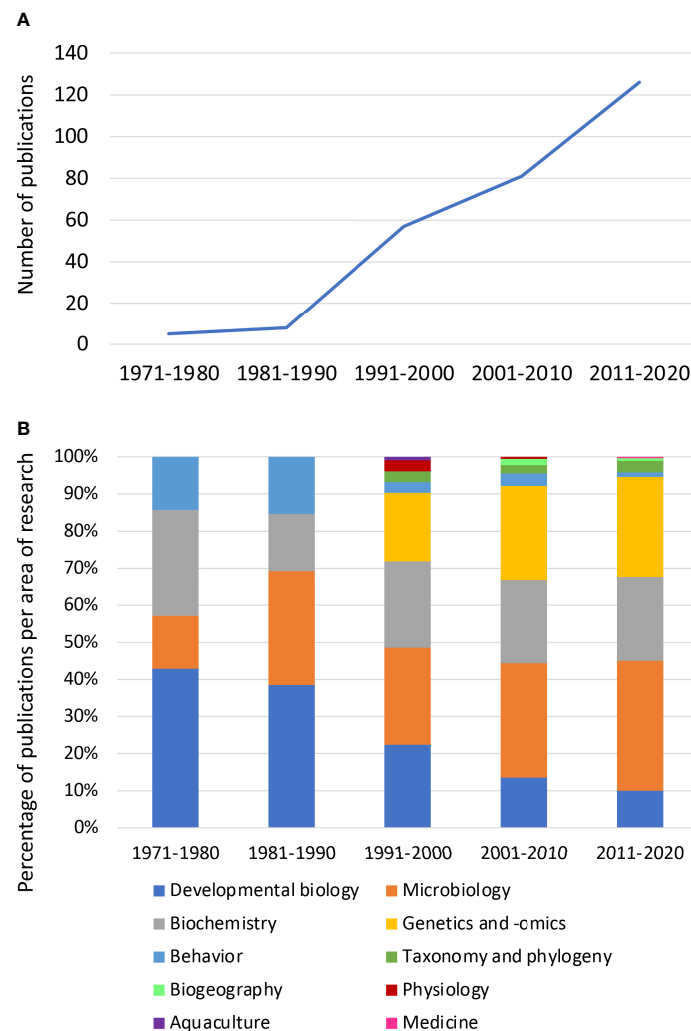 A
Number of publications
140
120
100
80
60
40
20
0
1971-1980 1981-1990 1991-2000 2001-2010 2011-2020
B
Percentage of publications per area of research
100%
90%
80%
70%
60%
50%
40%
30%
20%
10%
0%
1971-1980 1981-1990 1991-2000 2001-2010 2011-2020
Developmental biology Microbiology
Biochemistry Genetics and -omics
Behavior Taxonomy and phylogeny
Biogeography Physiology
Aquaculture Medicine